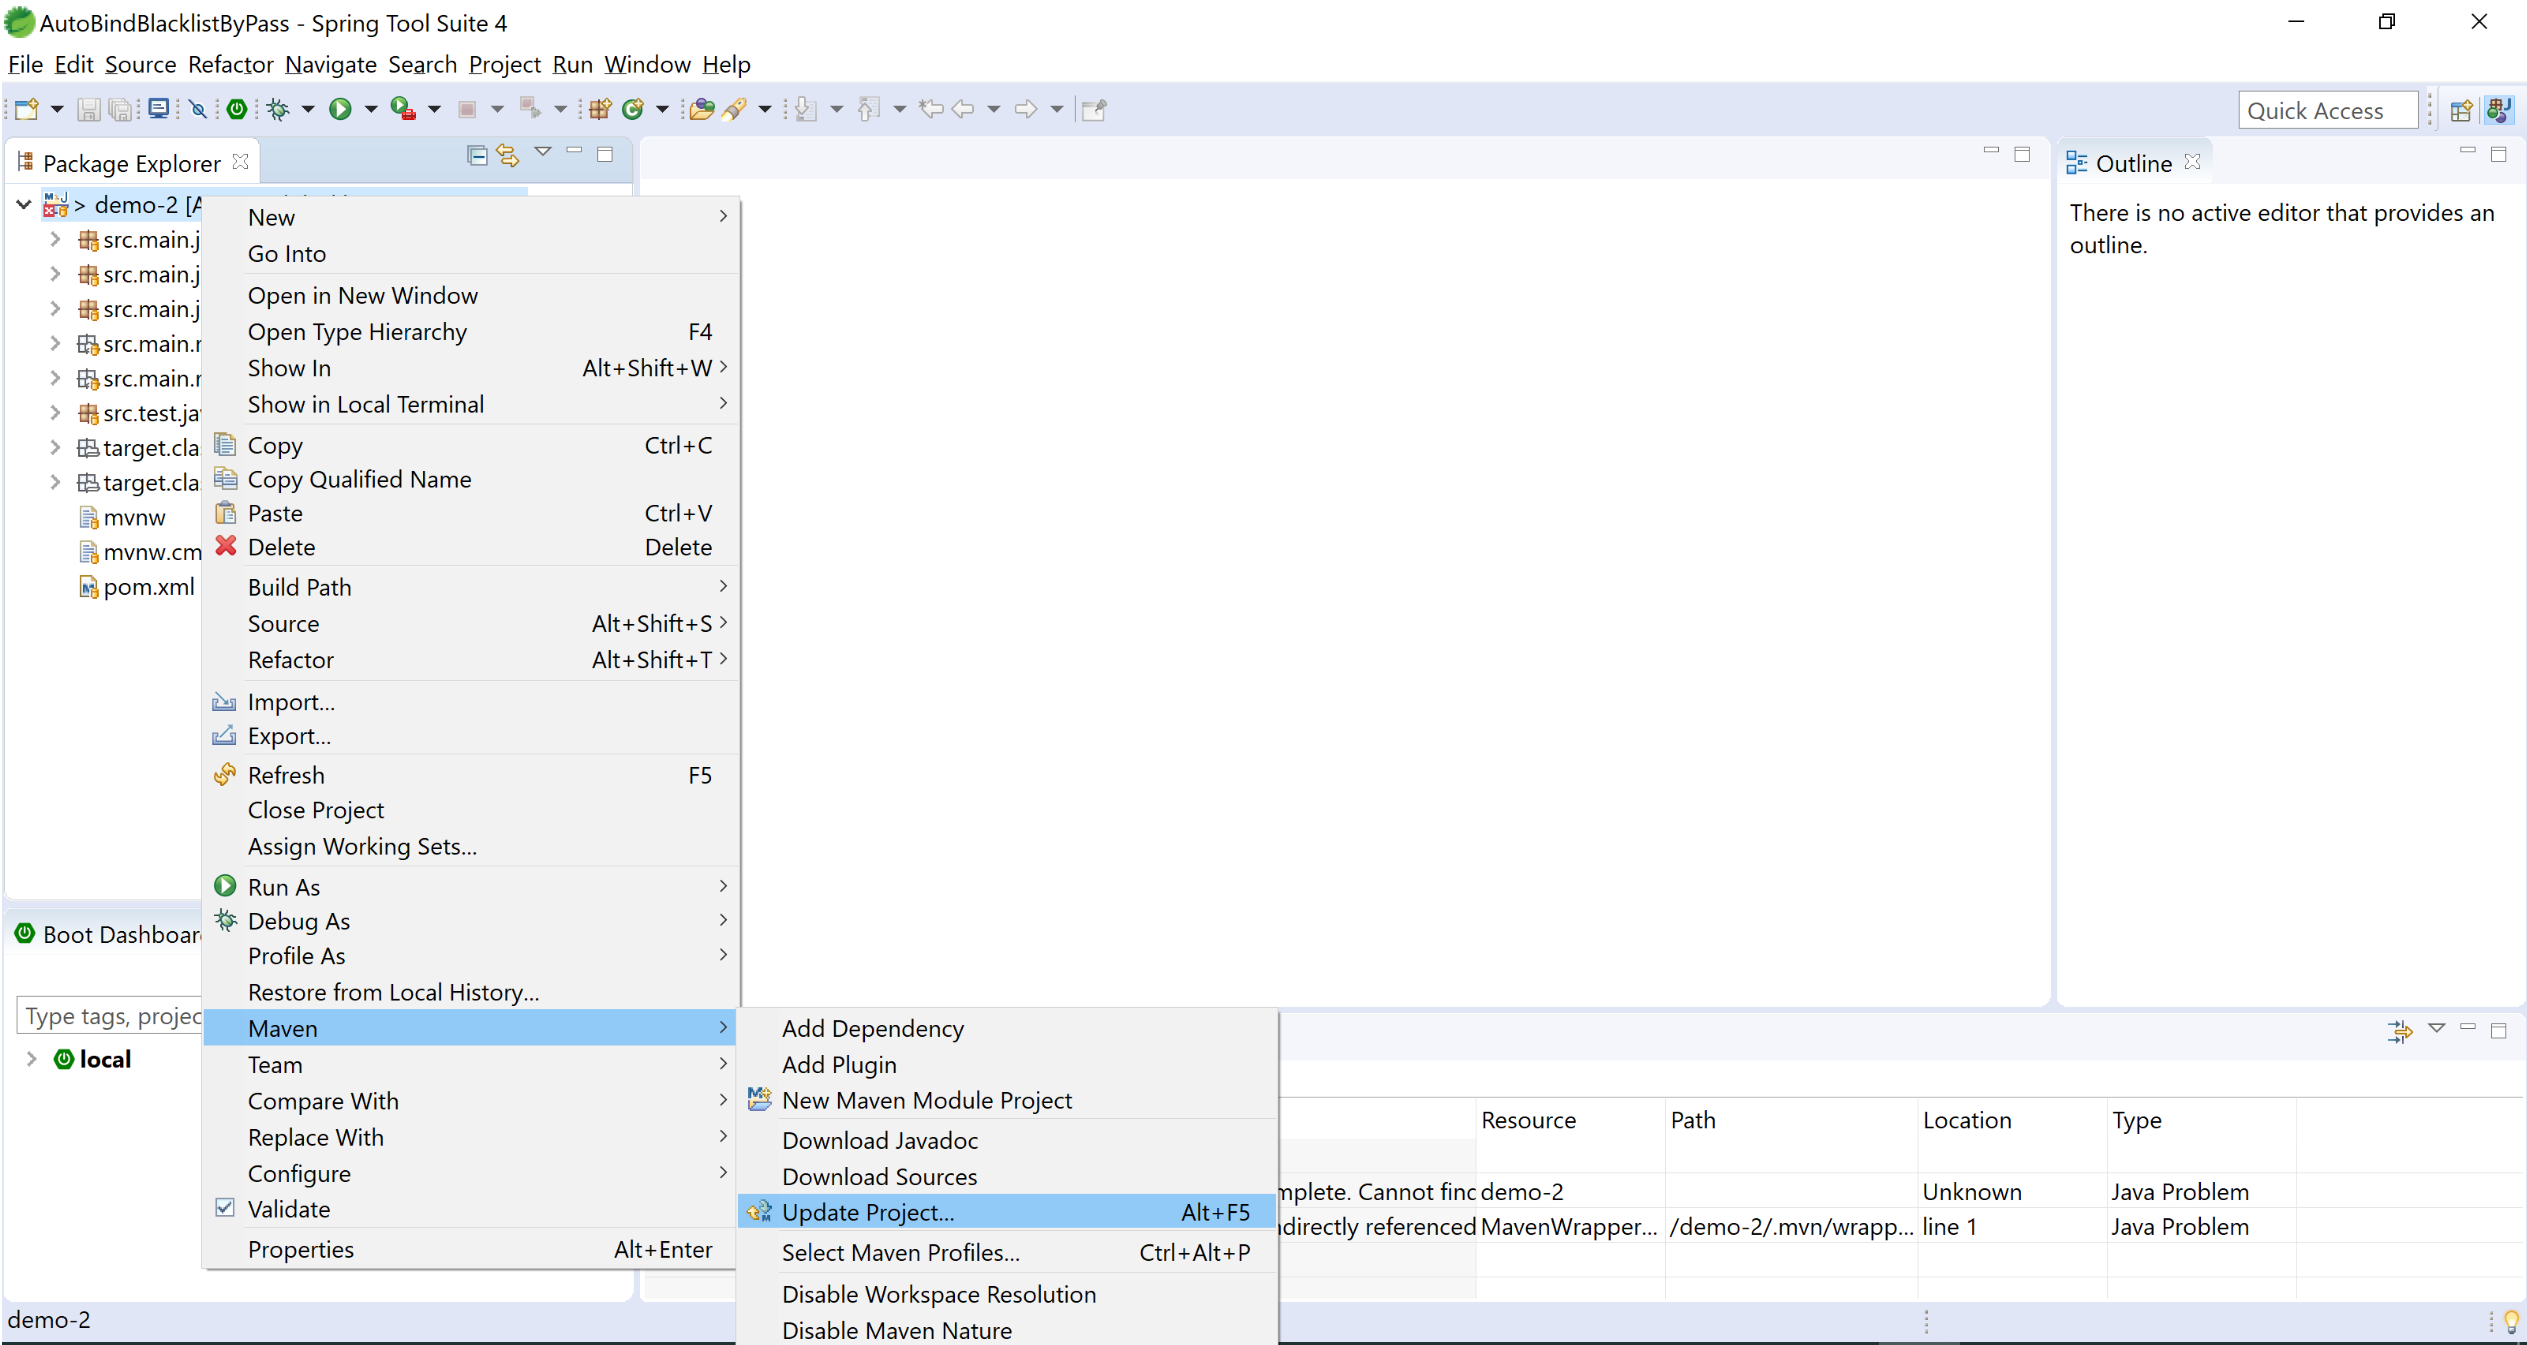 AutoBindBlacklistByPass - Spring Tool Suite 4
File Edit Source Refactor Navigate Search Project Run Window Help
Quick Access
Package Explorer
> demo-2
src.main.j
src.main.j
src.main.j
src.main.r
src.main.r
src.test.ja
target.cla
target.cla
mvnw
mvnw.cm
pom.xml
Boot Dashboar
Type tags, projec
local
demo-2
New
Go Into
Open in New Window
Open Type Hierarchy F4
Show In Alt+Shift+W
Show in Local Terminal
Copy Ctrl+C
Copy Qualified Name
Paste Ctrl+V
Delete Delete
Build Path
Source Alt+Shift+S
Refactor Alt+Shift+T
Import...
Export...
Refresh F5
Close Project
Assign Working Sets...
Run As
Debug As
Profile As
Restore from Local History...
Maven
Team
Compare With
Replace With
Configure
Validate
Properties Alt+Enter
Add Dependency
Add Plugin
New Maven Module Project
Download Javadoc
Download Sources
Update Project... Alt+F5
Select Maven Profiles... Ctrl+Alt+P
Disable Workspace Resolution
Disable Maven Nature
Outline
There is no active editor that provides an
outline.
Resource Path Location Type
mplete. Cannot finc demo-2 Unknown Java Problem
directly referenced MavenWrapper... /demo-2/.mvn/wrapp... line 1 Java Problem